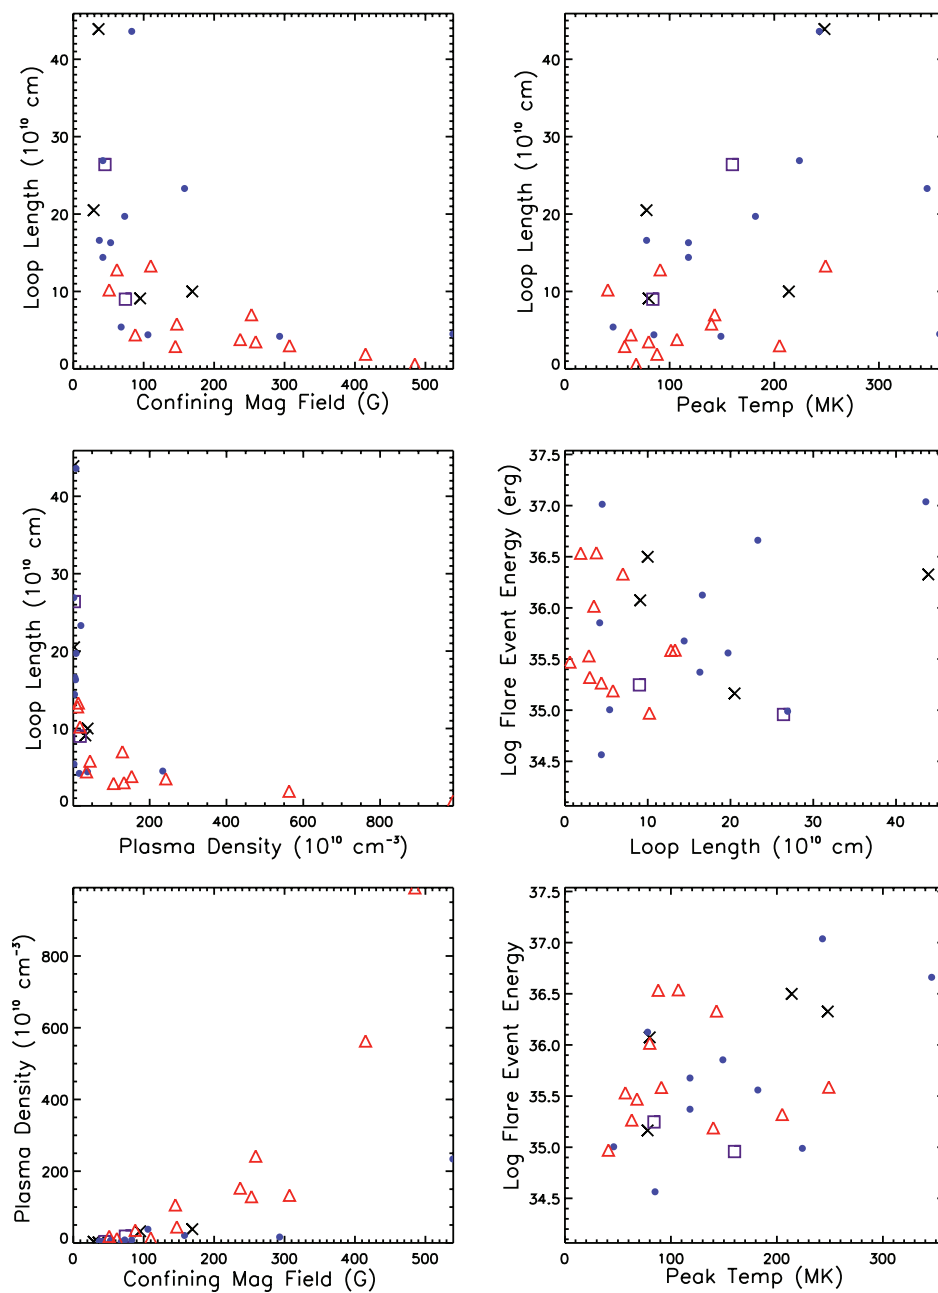 40
30
20
10
0
Loop Length (10¹⁰ cm)
0 100 200 300 400 500
Confining Mag Field (G)
40
30
20
10
0
Loop Length (10¹⁰ cm)
0 100 200 300
Peak Temp (MK)
40
30
20
10
0
Loop Length (10¹⁰ cm)
200 400 600 800
Plasma Density (10¹⁰ cm⁻³)
37.5
37.0
36.5
36.0
35.5
35.0
34.5
Log Flare Event Energy (erg)
0 10 20 30 40
Loop Length (10¹⁰ cm)
800
600
400
200
0
Plasma Density (10¹⁰ cm⁻³)
0 100 200 300 400 500
Confining Mag Field (G)
37.5
37.0
36.5
36.0
35.5
35.0
34.5
Log Flare Event Energy
0 100 200 300
Peak Temp (MK)